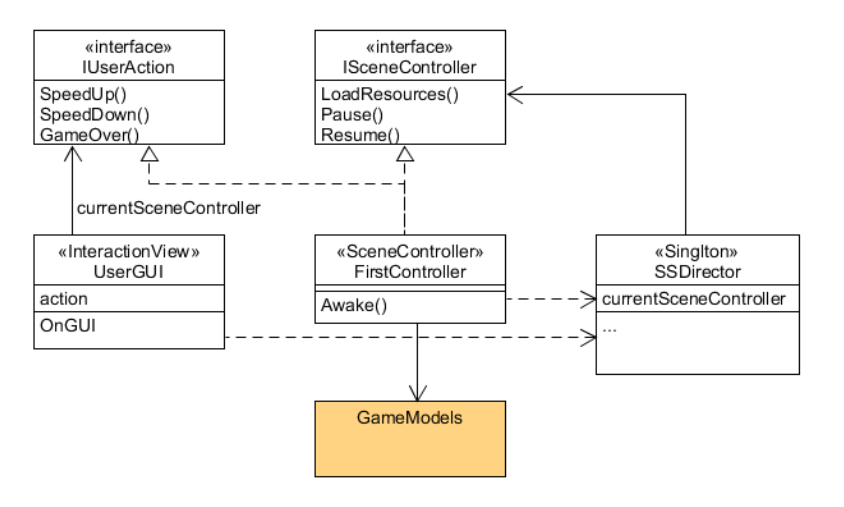 «interface»
IUserAction
SpeedUp()
SpeedDown()
GameOver()
«interface»
ISceneController
LoadResources()
Pause()
Resume()
currentSceneController
«InteractionView»
UserGUI
action
OnGUI
«SceneController»
FirstController
Awake()
«Singlton»
SSDirector
currentSceneController
...
GameModels